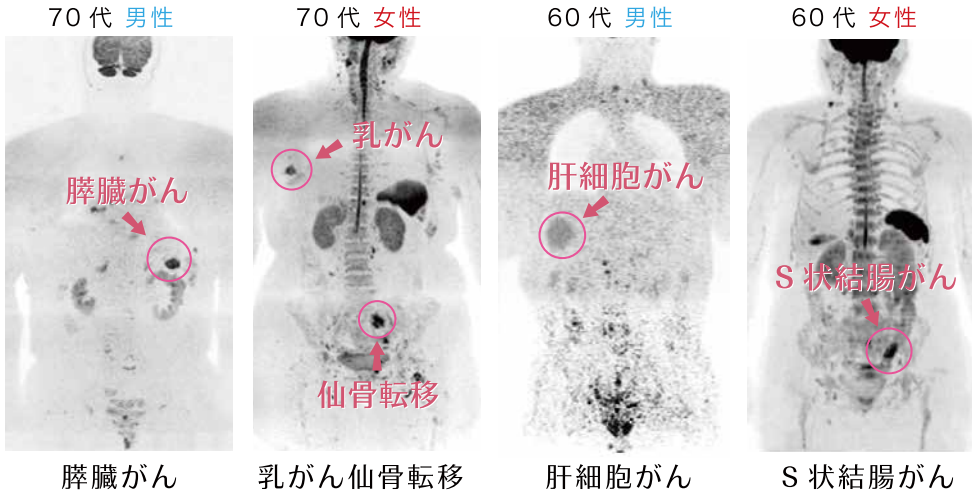 70代 男性
70代 女性
60代 男性
60代 女性
膵臓がん
乳がん
仙骨転移
肝細胞がん
S状結腸がん
膵臓がん
乳がん仙骨転移
肝細胞がん
S状結腸がん